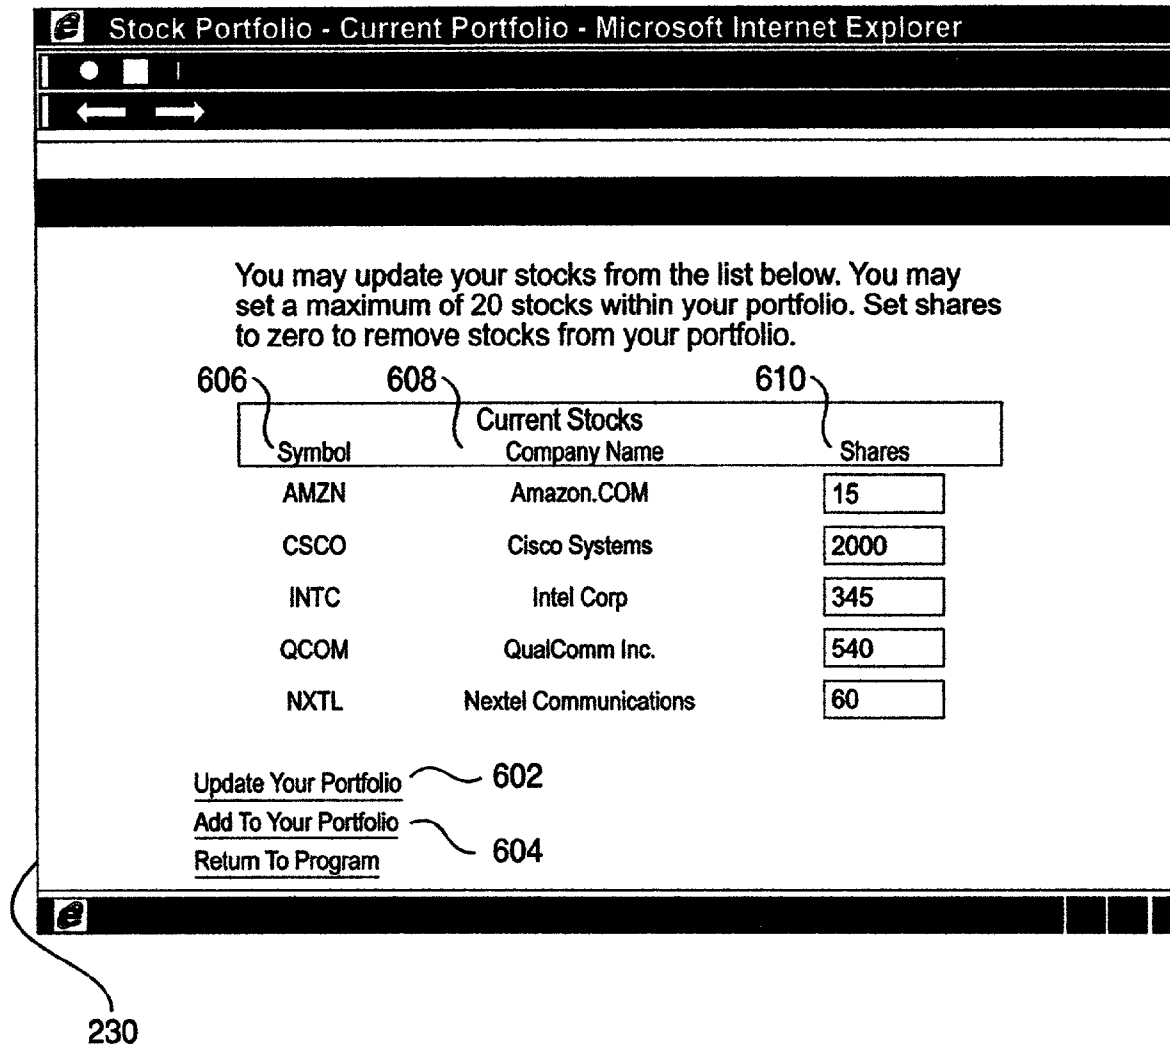 Stock Portfolio - Current Portfolio - Microsoft Internet Explorer
You may update your stocks from the list below. You may
set a maximum of 20 stocks within your portfolio. Set shares
to zero to remove stocks from your portfolio.
606 608 610
Current Stocks
Symbol Company Name Shares
AMZN Amazon.COM 15
CSCO Cisco Systems 2000
INTC Intel Corp 345
QCOM QualComm Inc. 540
NXTL Nextel Communications 60
Update Your Portfolio 602
Add To Your Portfolio
604
Return To Program
230